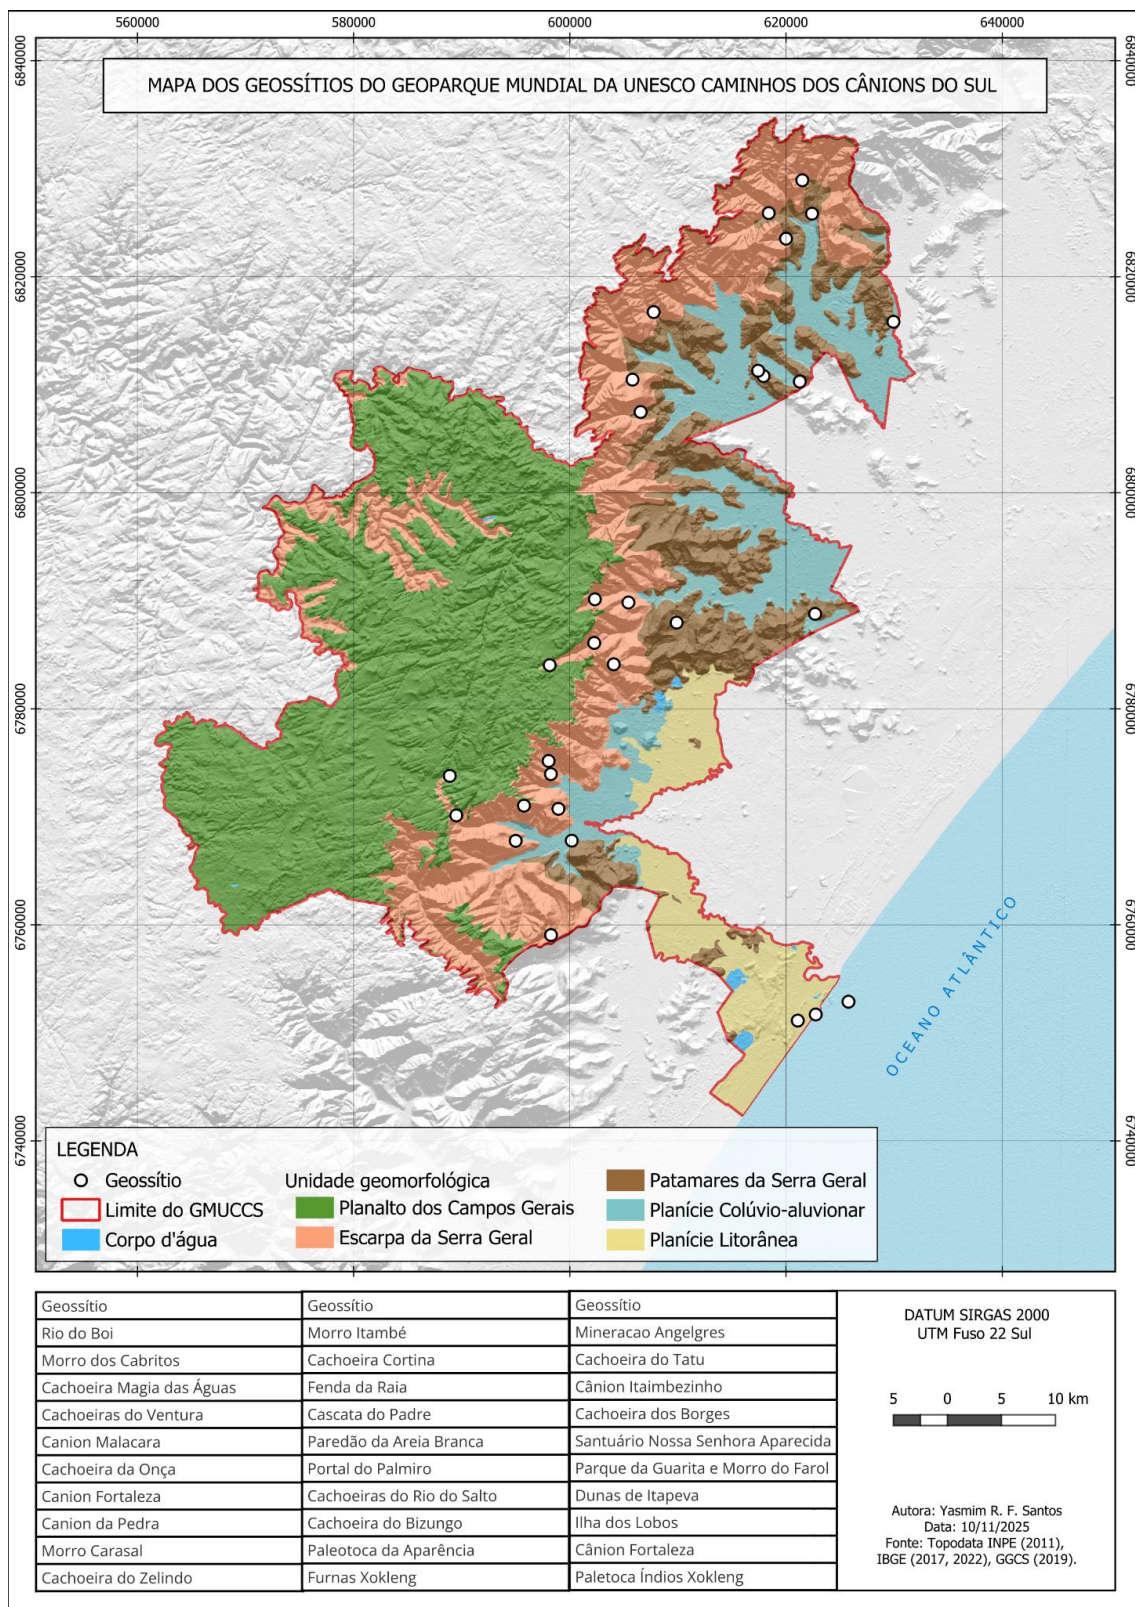 560000
580000
600000
620000
640000
MAPA DOS GEOSSÍTIOS DO GEOPARQUE MUNDIAL DA UNESCO CAMINHOS DOS CÂNIONS DO SUL
6840000
6840000
6820000
6820000
6800000
6800000
6780000
6780000
6760000
6760000
6740000
6740000
OCEANO ATLÂNTICO
LEGENDA
Geossítio
Limite do GMUCCS
Corpo d'água
Unidade geomorfológica
Planalto dos Campos Gerais
Escarpa da Serra Geral
Patamares da Serra Geral
Planície Colúvio-aluvionar
Planície Litorânea
Geossítio
Rio do Boi
Morro dos Cabritos
Cachoeira Magia das Águas
Cachoeiras do Ventura
Canion Malacara
Cachoeira da Onça
Canion Fortaleza
Canion da Pedra
Morro Carasal
Cachoeira do Zelindo
Geossítio
Morro Itambé
Cachoeira Cortina
Fenda da Raia
Cascata do Padre
Paredão da Areia Branca
Portal do Palmiro
Cachoeiras do Rio do Salto
Cachoeira do Bizungo
Paleotoca da Aparência
Furnas Xokleng
Geossítio
Mineracao Angelgres
Cachoeira do Tatu
Cânion Itaimbezinho
Cachoeira dos Borges
Santuário Nossa Senhora Aparecida
Parque da Guarita e Morro do Farol
Dunas de Itapeva
Ilha dos Lobos
Cânion Fortaleza
Paletoca Índios Xokleng
DATUM SIRGAS 2000
UTM Fuso 22 Sul
5 0 5 10 km
Autora: Yasmim R. F. Santos
Data: 10/11/2025
Fonte: Topodata INPE (2011),
IBGE (2017, 2022), GGCS (2019).